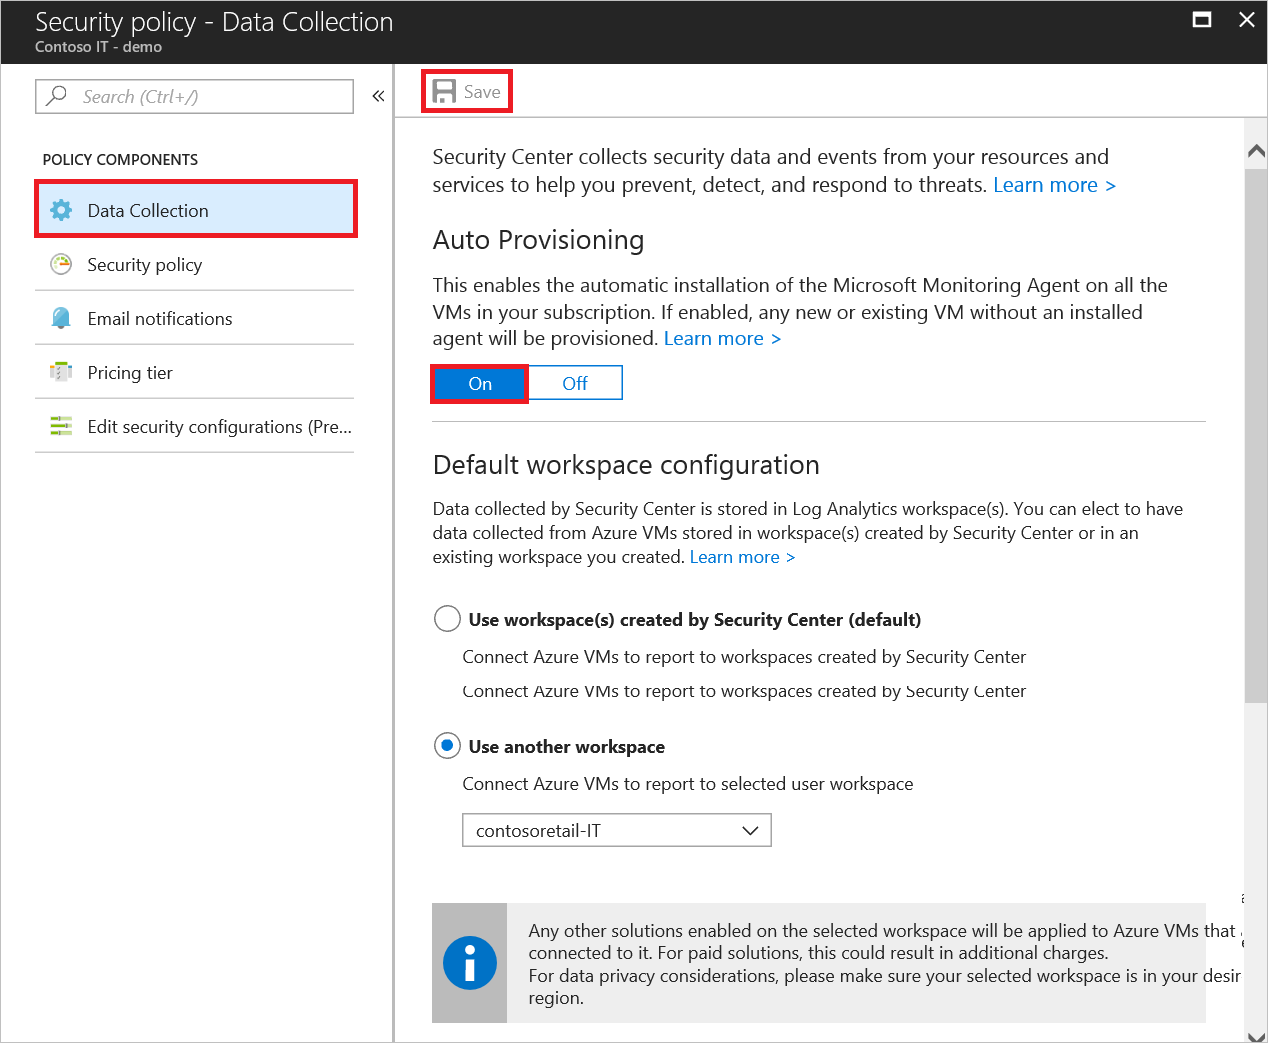 Security policy - Data Collection
Contoso IT - demo
Search (Ctrl+/)
«
POLICY COMPONENTS
Data Collection
Security policy
Email notifications
Pricing tier
Edit security configurations (Pre...
Save
Security Center collects security data and events from your resources and
services to help you prevent, detect, and respond to threats. Learn more >
Auto Provisioning
This enables the automatic installation of the Microsoft Monitoring Agent on all the
VMs in your subscription. If enabled, any new or existing VM without an installed
agent will be provisioned. Learn more >
On Off
Default workspace configuration
Data collected by Security Center is stored in Log Analytics workspace(s). You can elect to have
data collected from Azure VMs stored in workspace(s) created by Security Center or in an
existing workspace you created. Learn more >
Use workspace(s) created by Security Center (default)
Connect Azure VMs to report to workspaces created by Security Center
Connect Azure VMs to report to workspaces created by Security Center
Use another workspace
Connect Azure VMs to report to selected user workspace
contosoretail-IT
Any other solutions enabled on the selected workspace will be applied to Azure VMs that
connected to it. For paid solutions, this could result in additional charges.
For data privacy considerations, please make sure your selected workspace is in your desir
region.